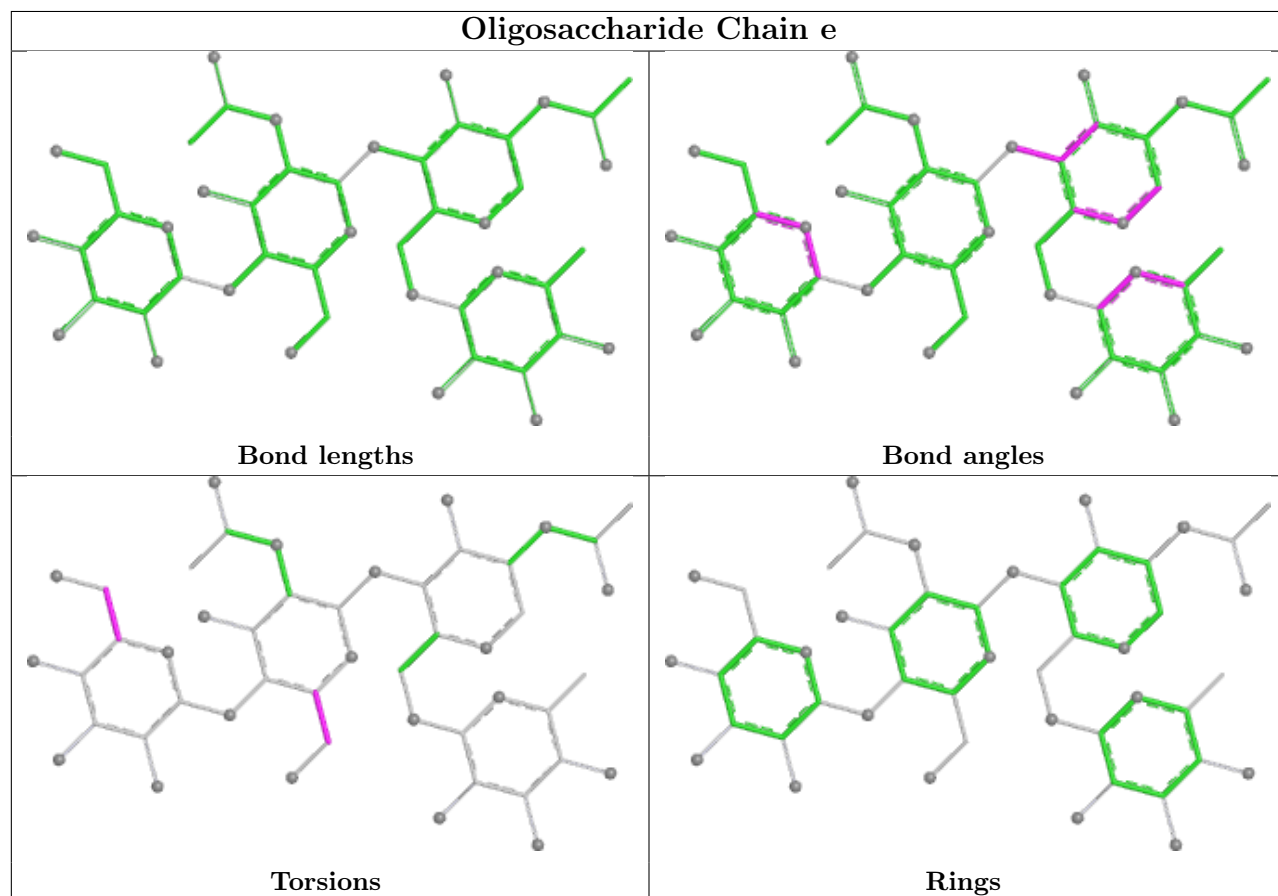 Oligosaccharide Chain e
Bond lengths
Bond angles
Torsions
Rings